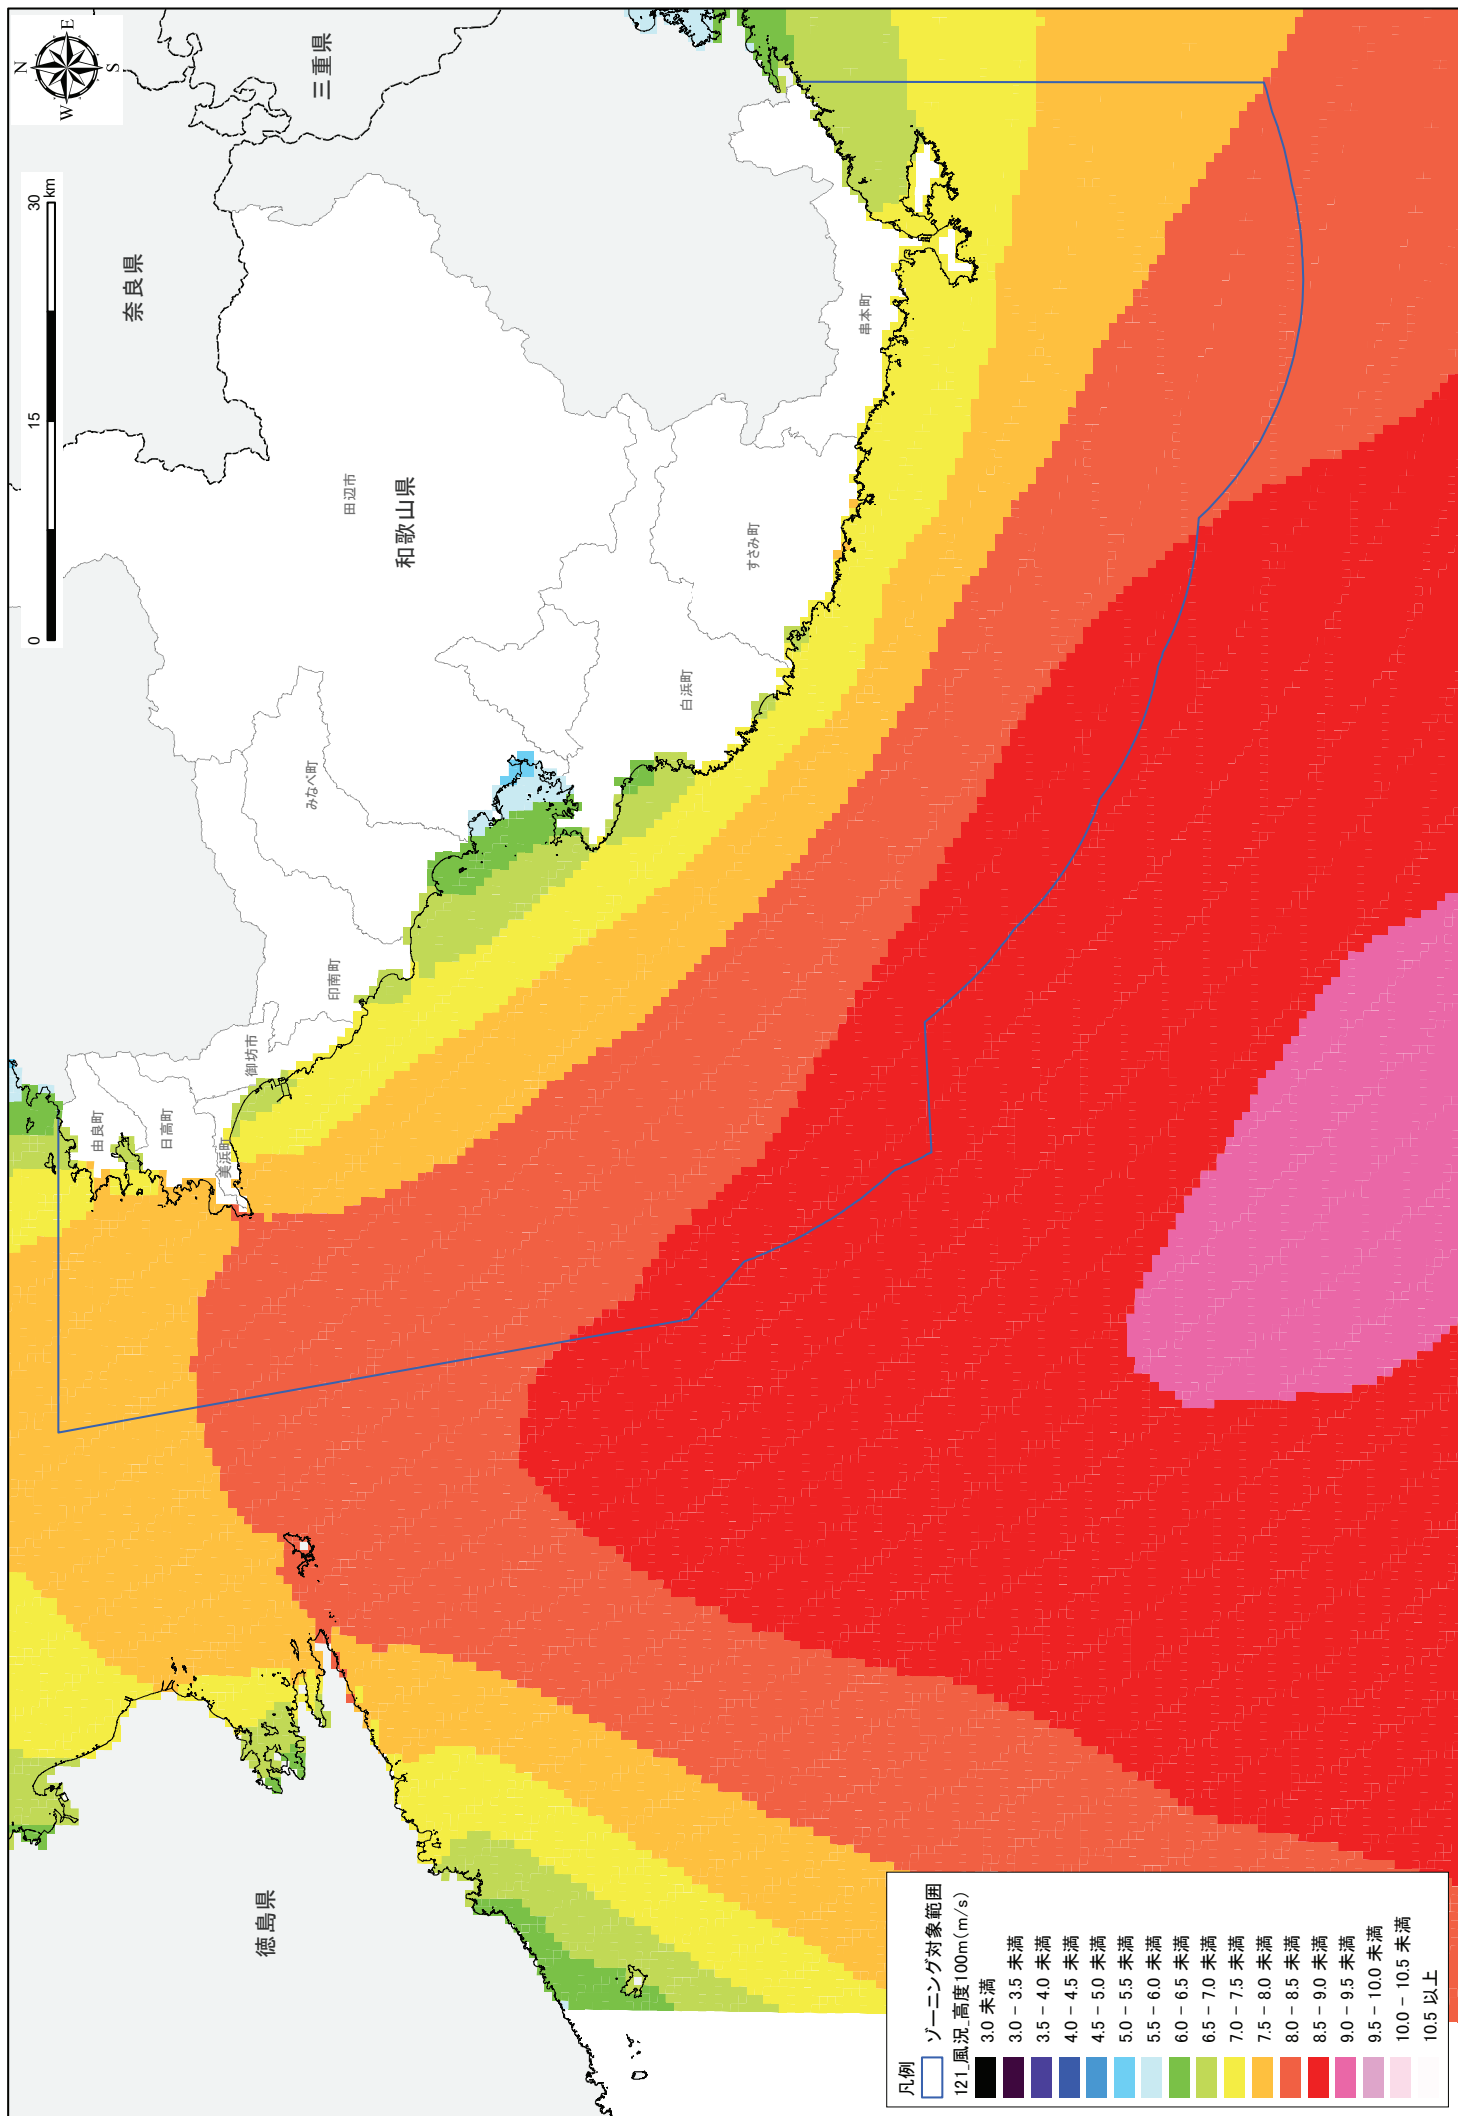 N
W E
S
0 15 30
km
奈良県
三重県
和歌山県
徳島県
田辺市
みなべ町
印南町
御坊市
由良町
日高町
美浜町
白浜町
すさみ町
串本町
凡例
ゾーニング対象範囲
121_風況_高度100m(m/s)
3.0 未満
3.0 - 3.5 未満
3.5 - 4.0 未満
4.0 - 4.5 未満
4.5 - 5.0 未満
5.0 - 5.5 未満
5.5 - 6.0 未満
6.0 - 6.5 未満
6.5 - 7.0 未満
7.0 - 7.5 未満
7.5 - 8.0 未満
8.0 - 8.5 未満
8.5 - 9.0 未満
9.0 - 9.5 未満
9.5 - 10.0 未満
10.0 - 10.5 未満
10.5 以上